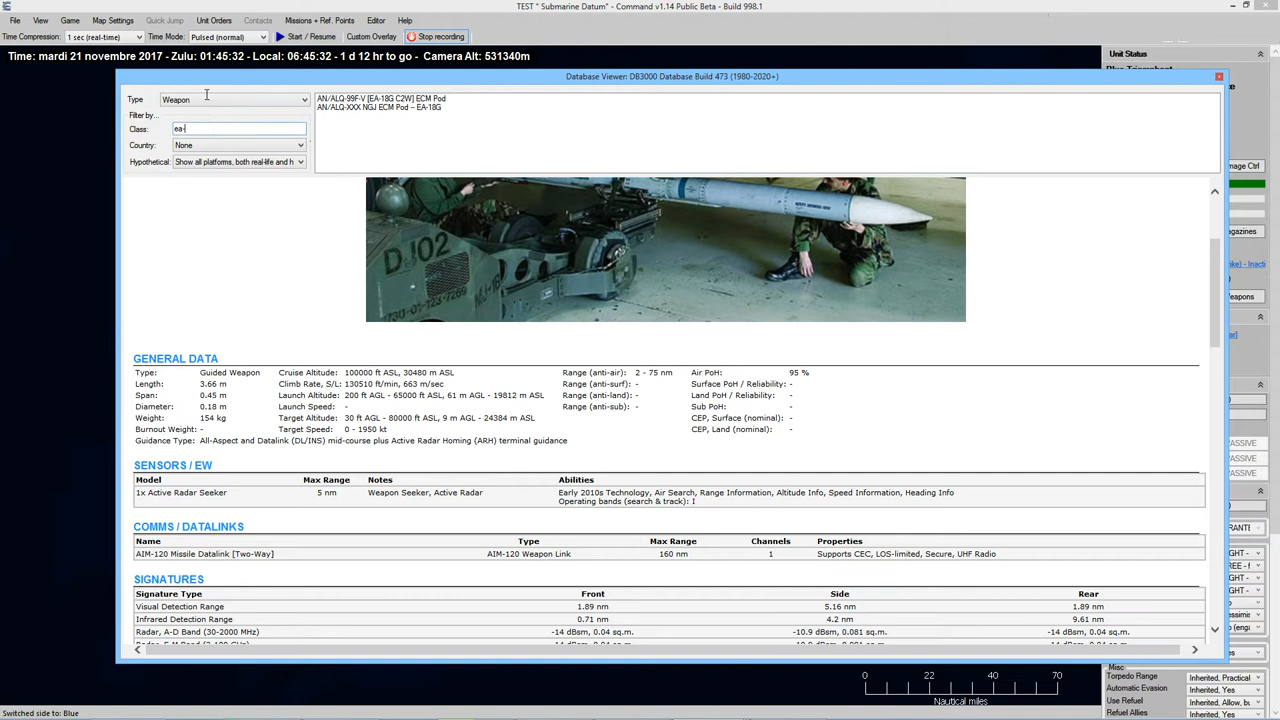 TEST " Submarine Datum" - Command v1.14 Public Beta - Build 998.1
File View Game Map Settings Quick Jump Unit Orders Contacts Missions + Ref. Points Editor Help
Time Compression: 1 sec (real-time) Time Mode: Pulsed (normal) Start / Resume Custom Overlay Stop recording
Time: mardi 21 novembre 2017 - Zulu: 01:45:32 - Local: 06:45:32 - 1 d 12 hr to go - Camera Alt: 531340m
Unit Status
Database Viewer: DB3000 Database Build 473 (1980-2020+)
Type Weapon
Filter by...
Class: ea-
Country: None
Hypothetical: Show all platforms, both real-life and h
AN/ALQ-99F-V [EA-18G C2W] ECM Pod
AN/ALQ-XXX NGJ ECM Pod – EA-18G
mage Ctrl
agazines
ike) - Inacti
eapons
DJ02
GENERAL DATA
Type: Guided Weapon Cruise Altitude: 100000 ft ASL, 30480 m ASL Range (anti-air): 2 - 75 nm Air PoH: 95 %
Length: 3.66 m Climb Rate, S/L: 130510 ft/min, 663 m/sec Range (anti-surf): - Surface PoH / Reliability: -
Span: 0.45 m Launch Altitude: 200 ft AGL - 65000 ft ASL, 61 m AGL - 19812 m ASL Range (anti-land): - Land PoH / Reliability: -
Diameter: 0.18 m Launch Speed: - Range (anti-sub): - Sub PoH: -
Weight: 154 kg Target Altitude: 30 ft AGL - 80000 ft ASL, 9 m AGL - 24384 m ASL CEP, Surface (nominal): -
Burnout Weight: - Target Speed: 0 - 1950 kt CEP, Land (nominal): -
Guidance Type: All-Aspect and Datalink (DL/INS) mid-course plus Active Radar Homing (ARH) terminal guidance
SENSORS / EW
Model Max Range Notes Abilities
1x Active Radar Seeker 5 nm Weapon Seeker, Active Radar Early 2010s Technology, Air Search, Range Information, Altitude Info, Speed Information, Heading Info
Operating bands (search & track): I
COMMS / DATALINKS
Name Type Max Range Channels Properties
AIM-120 Missile Datalink [Two-Way] AIM-120 Weapon Link 160 nm 1 Supports CEC, LOS-limited, Secure, UHF Radio
SIGNATURES
Signature Type Front Side Rear
Visual Detection Range 1.89 nm 5.16 nm 1.89 nm
Infrared Detection Range 0.71 nm 4.2 nm 9.61 nm
Radar, A-D Band (30-2000 MHz) -14 dBsm, 0.04 sq.m. -10.9 dBsm, 0.081 sq.m. -14 dBsm, 0.04 sq.m.
ASSIVE
ASSIVE
ASSIVE
0 22 40 70
Nautical miles
Misc
Torpedo Range Inherited, Practical
Automatic Evasion Inherited, Yes
Use Refuel Inherited, Allow, bu
Refuel Allies Inherited, Yes
Switched side to: Blue